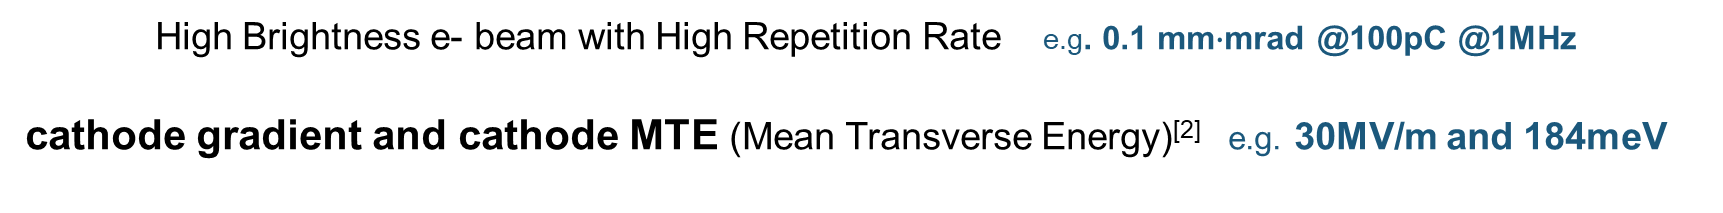 High Brightness e- beam with High Repetition Rate e.g. 0.1 mm·mrad @100pC @1MHz
cathode gradient and cathode MTE (Mean Transverse Energy)[2] e.g. 30MV/m and 184meV